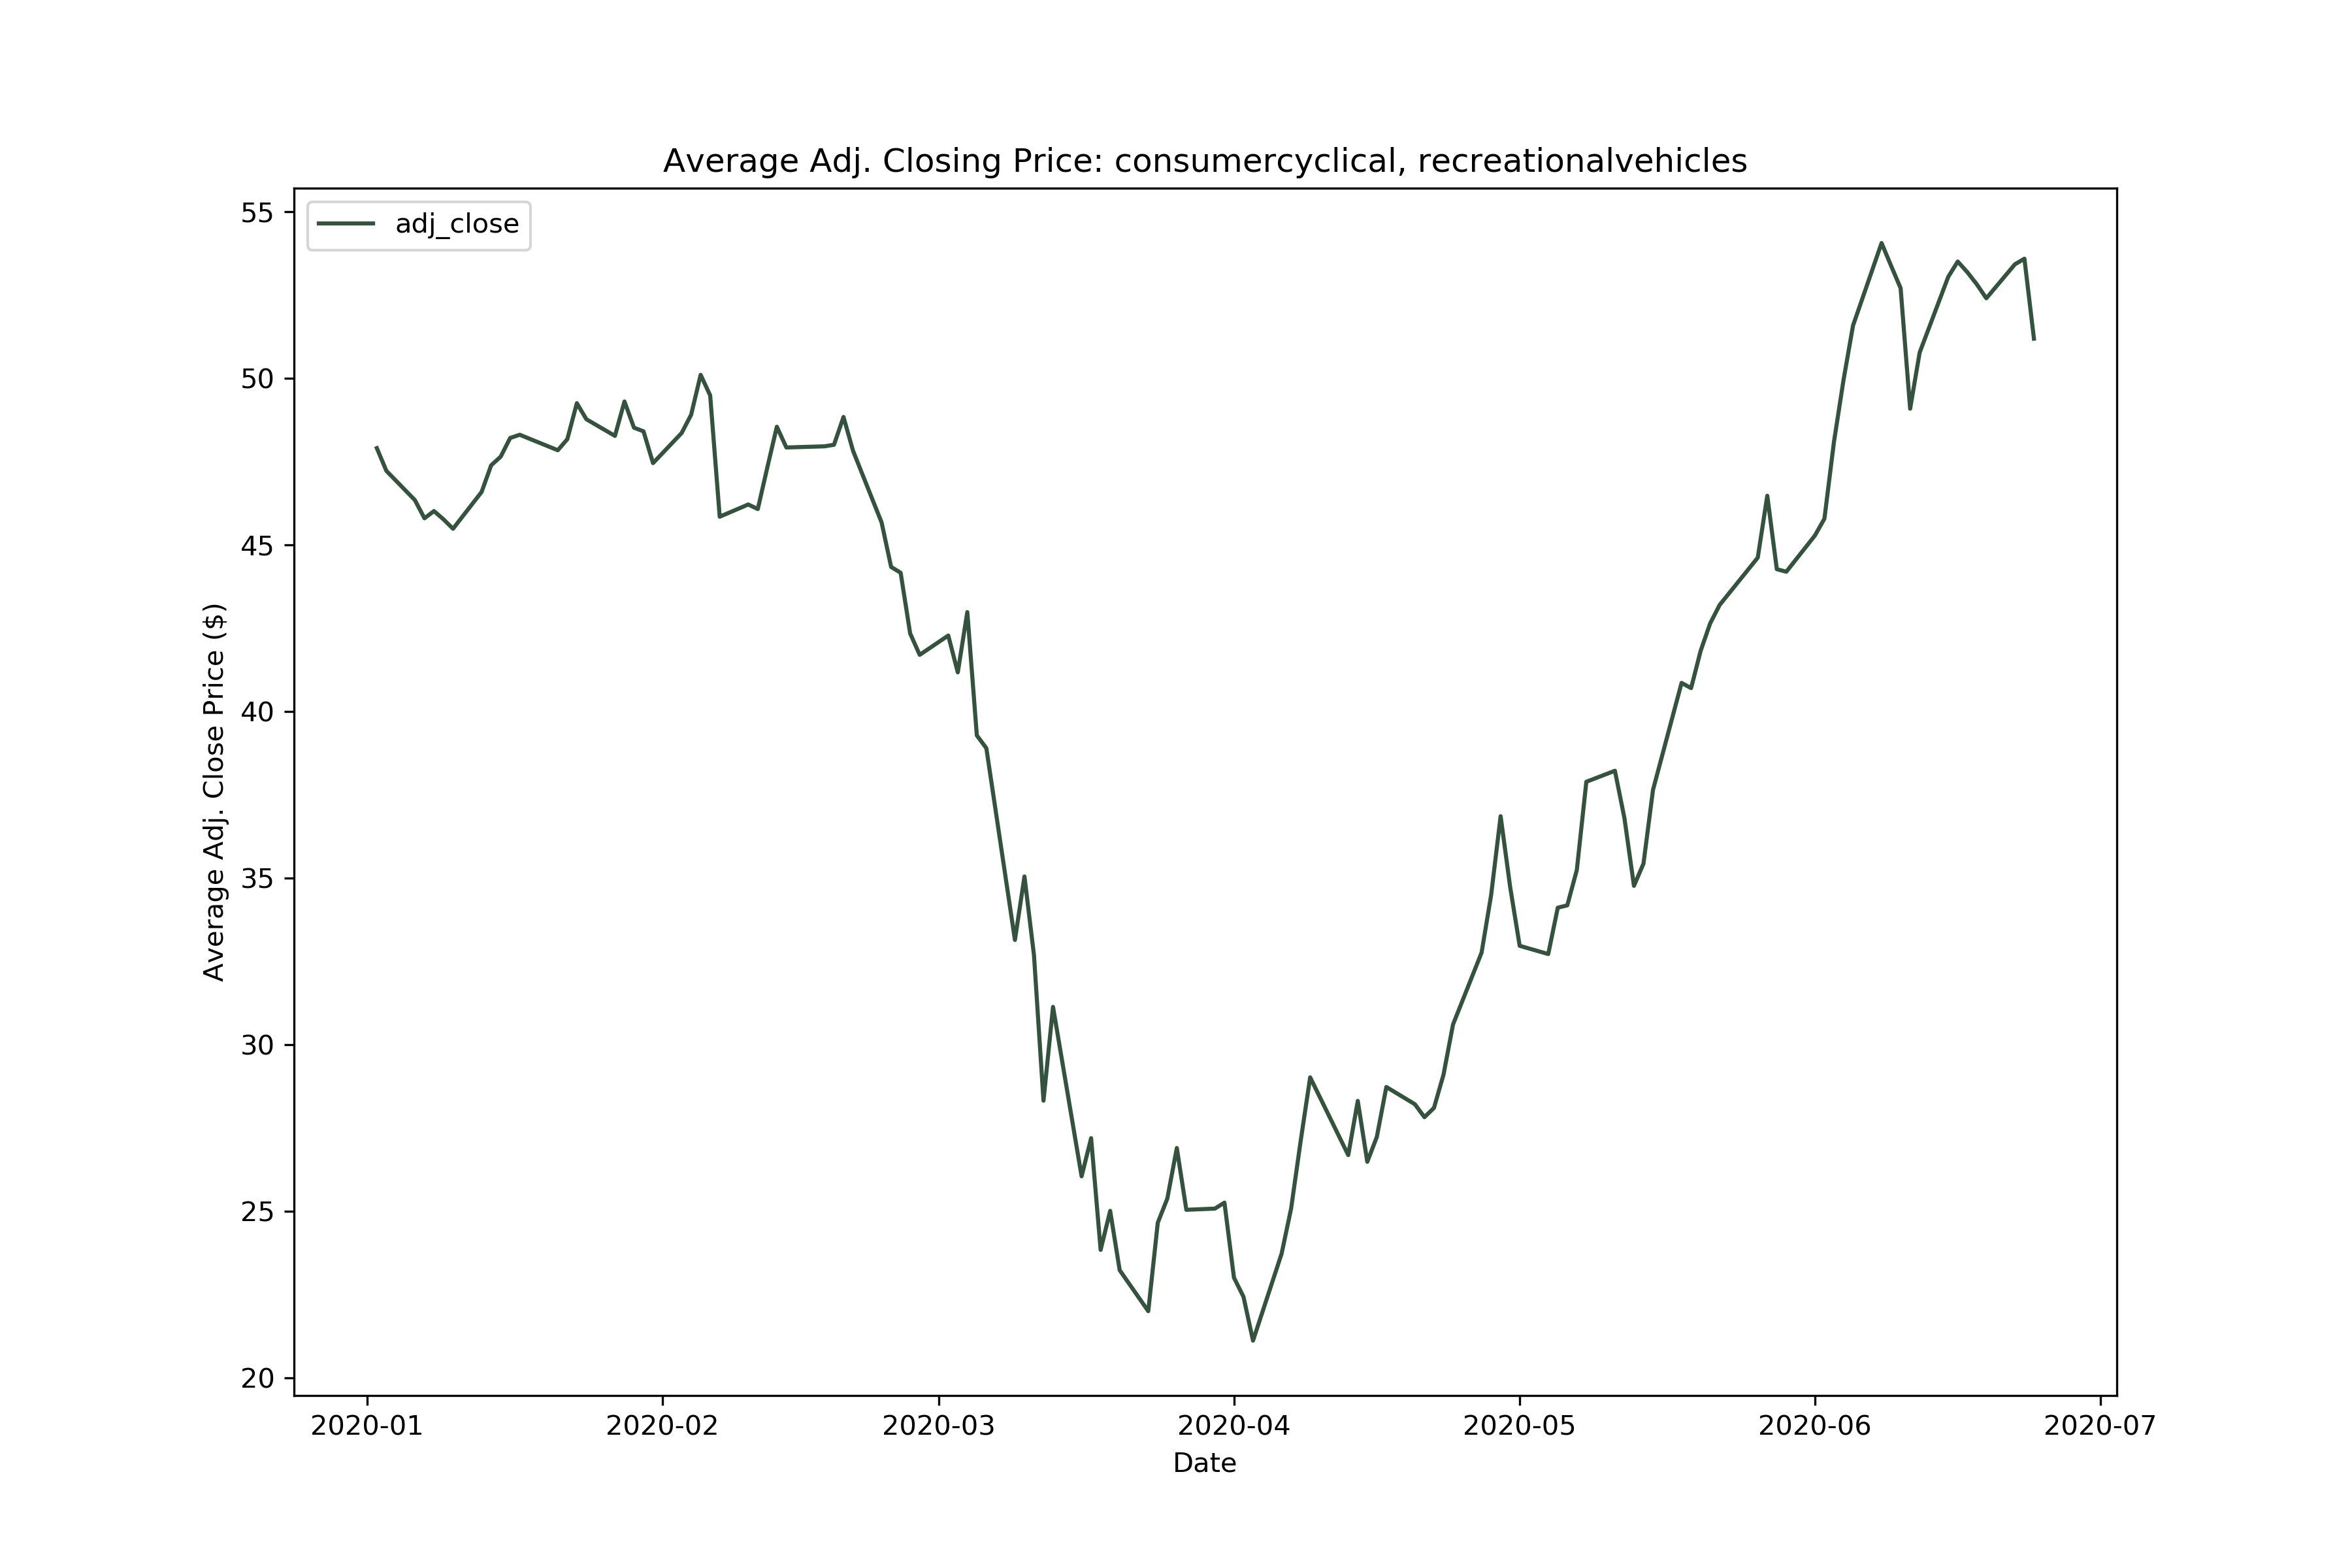 Average Adj. Closing Price: consumercyclical, recreationalvehicles
adj_close
Average Adj. Close Price ($)
55
50
45
40
35
30
25
20
2020-01 2020-02 2020-03 2020-04 2020-05 2020-06 2020-07
Date